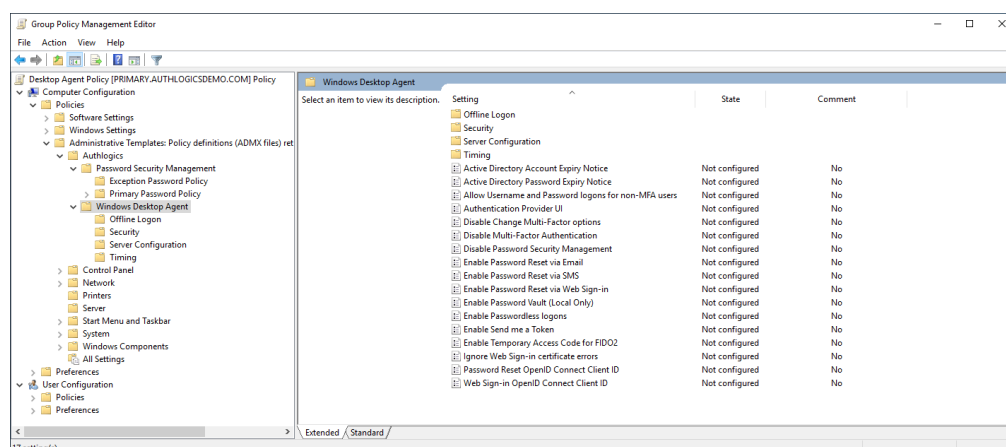 Group Policy Management Editor
File Action View Help
Desktop Agent Policy [PRIMARY.AUTHLOGICSDEMO.COM] Policy
Computer Configuration
Policies
Software Settings
Windows Settings
Administrative Templates: Policy definitions (ADMX files) ret
Authlogics
Password Security Management
Exception Password Policy
Primary Password Policy
Windows Desktop Agent
Offline Logon
Security
Server Configuration
Timing
Control Panel
Network
Printers
Server
Start Menu and Taskbar
System
Windows Components
All Settings
Preferences
User Configuration
Policies
Preferences
Windows Desktop Agent
Select an item to view its description.
Setting State Comment
Offline Logon
Security
Server Configuration
Timing
Active Directory Account Expiry Notice Not configured No
Active Directory Password Expiry Notice Not configured No
Allow Username and Password logons for non-MFA users Not configured No
Authentication Provider UI Not configured No
Disable Change Multi-Factor options Not configured No
Disable Multi-Factor Authentication Not configured No
Disable Password Security Management Not configured No
Enable Password Reset via Email Not configured No
Enable Password Reset via SMS Not configured No
Enable Password Reset via Web Sign-in Not configured No
Enable Password Vault (Local Only) Not configured No
Enable Passwordless logons Not configured No
Enable Send me a Token Not configured No
Enable Temporary Access Code for FIDO2 Not configured No
Ignore Web Sign-in certificate errors Not configured No
Password Reset OpenID Connect Client ID Not configured No
Web Sign-in OpenID Connect Client ID Not configured No
Extended Standard
17 setting(s)